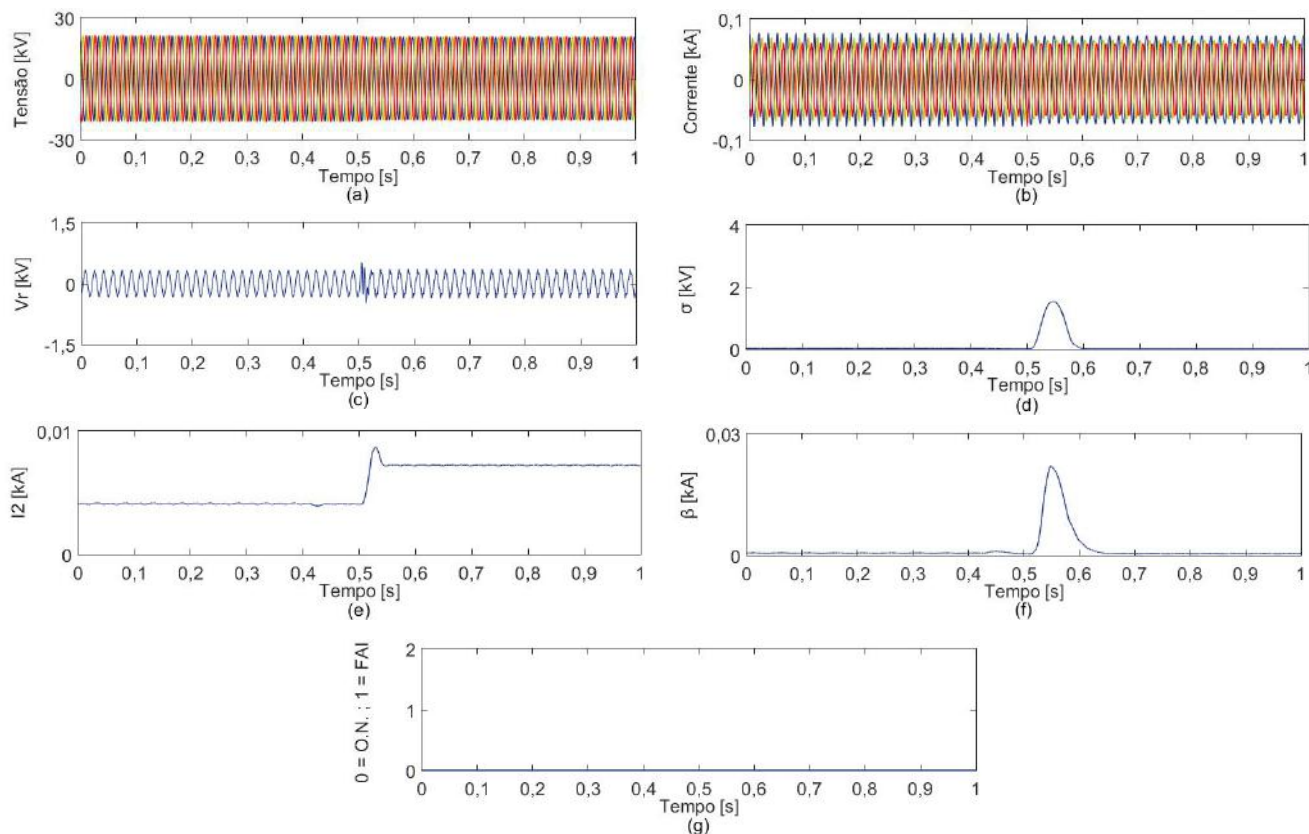 Tensão [kV]
30
0
-30
0 0,1 0,2 0,3 0,4 0,5 0,6 0,7 0,8 0,9 1
Tempo [s]
(a)
Corrente [kA]
0,1
0
-0,1
0 0,1 0,2 0,3 0,4 0,5 0,6 0,7 0,8 0,9 1
Tempo [s]
(b)
Vr [kV]
1,5
0
-1,5
0 0,1 0,2 0,3 0,4 0,5 0,6 0,7 0,8 0,9 1
Tempo [s]
(c)
σ [kV]
4
2
0
0 0,1 0,2 0,3 0,4 0,5 0,6 0,7 0,8 0,9 1
Tempo [s]
(d)
I2 [kA]
0,01
0
0 0,1 0,2 0,3 0,4 0,5 0,6 0,7 0,8 0,9 1
Tempo [s]
(e)
β [kA]
0,03
0
0 0,1 0,2 0,3 0,4 0,5 0,6 0,7 0,8 0,9 1
Tempo [s]
(f)
0 = O.N. ; 1 = FAI
2
1
0
0 0,1 0,2 0,3 0,4 0,5 0,6 0,7 0,8 0,9 1
Tempo [s]
(g)